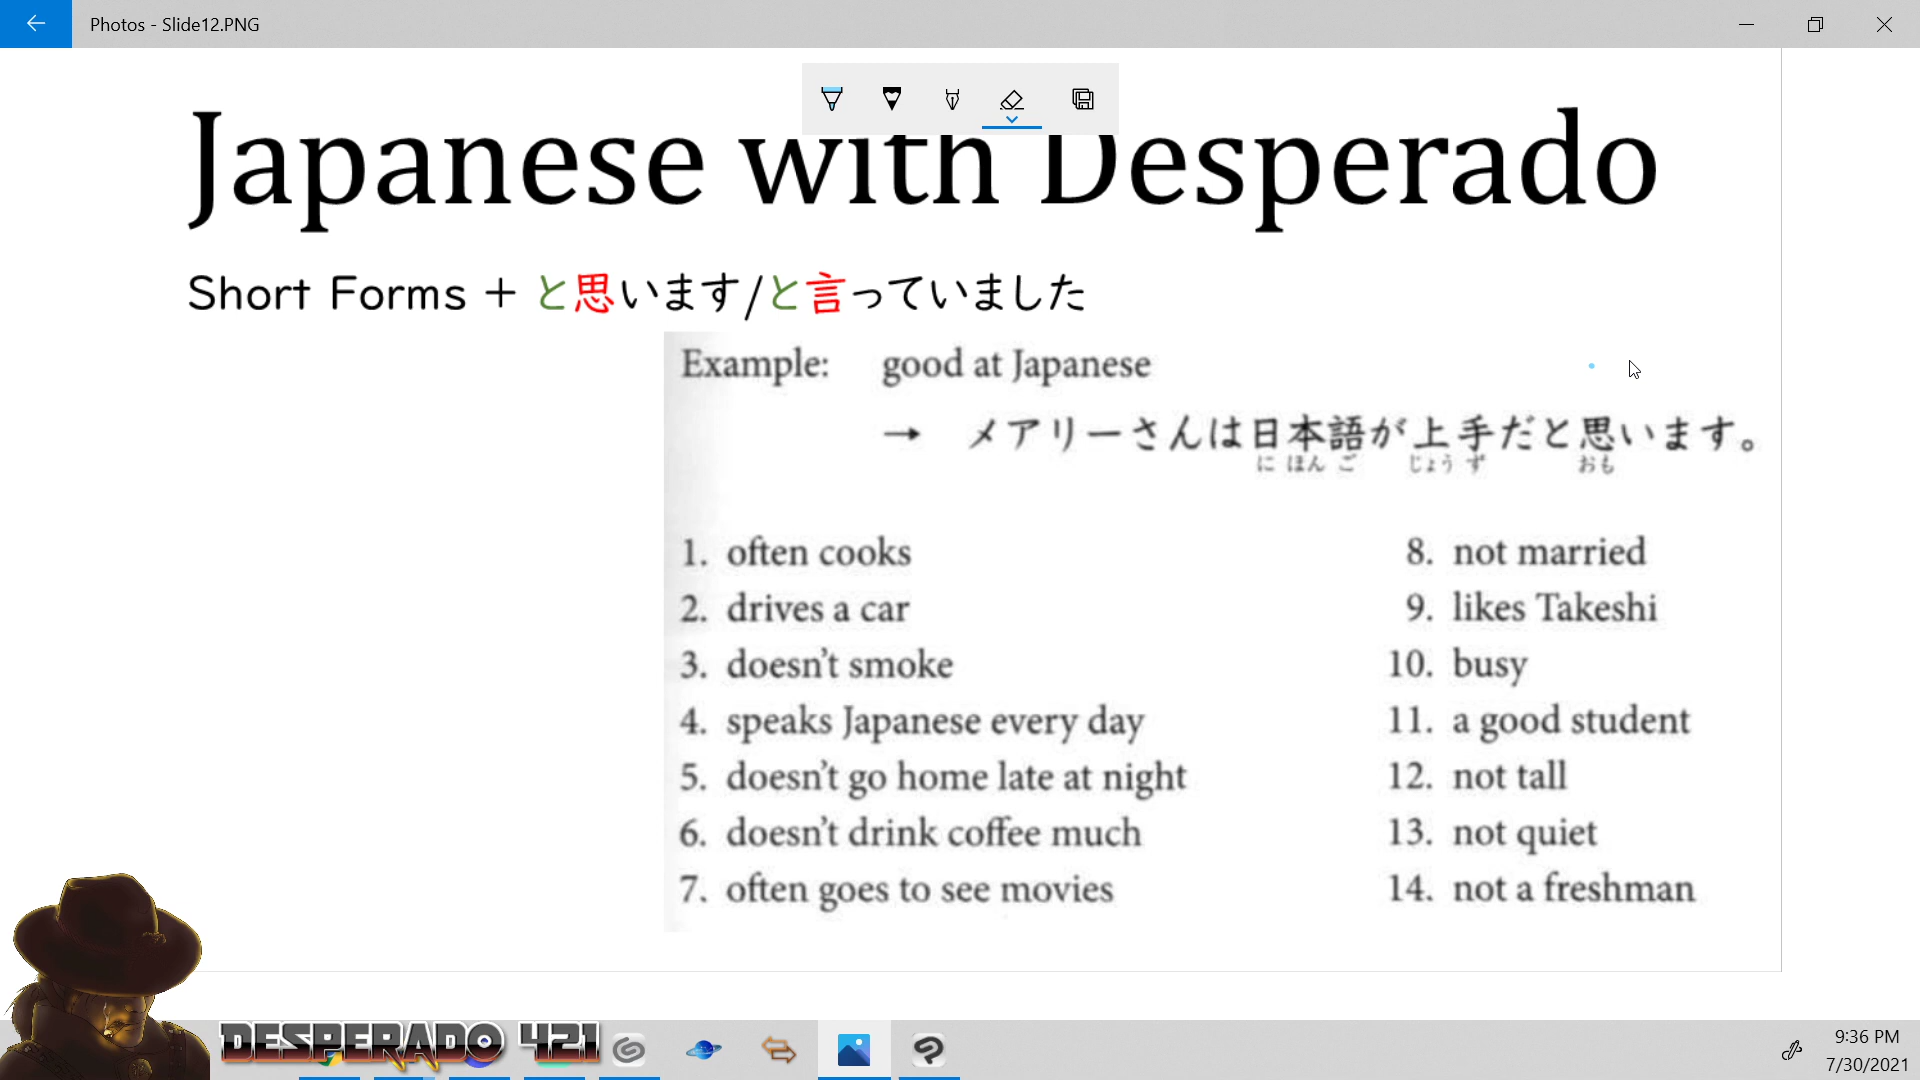 Photos - Slide12.PNG
Japanese with Desperado
Short Forms + と思います/と言っていました
Example: good at Japanese
→ メアリーさんは日本語が上手だと思います。
に ほん ご じょう ず おも
1. often cooks
2. drives a car
3. doesn't smoke
4. speaks Japanese every day
5. doesn't go home late at night
6. doesn't drink coffee much
7. often goes to see movies
8. not married
9. likes Takeshi
10. busy
11. a good student
12. not tall
13. not quiet
14. not a freshman
DESPERADO 421
9:36 PM
7/30/2021